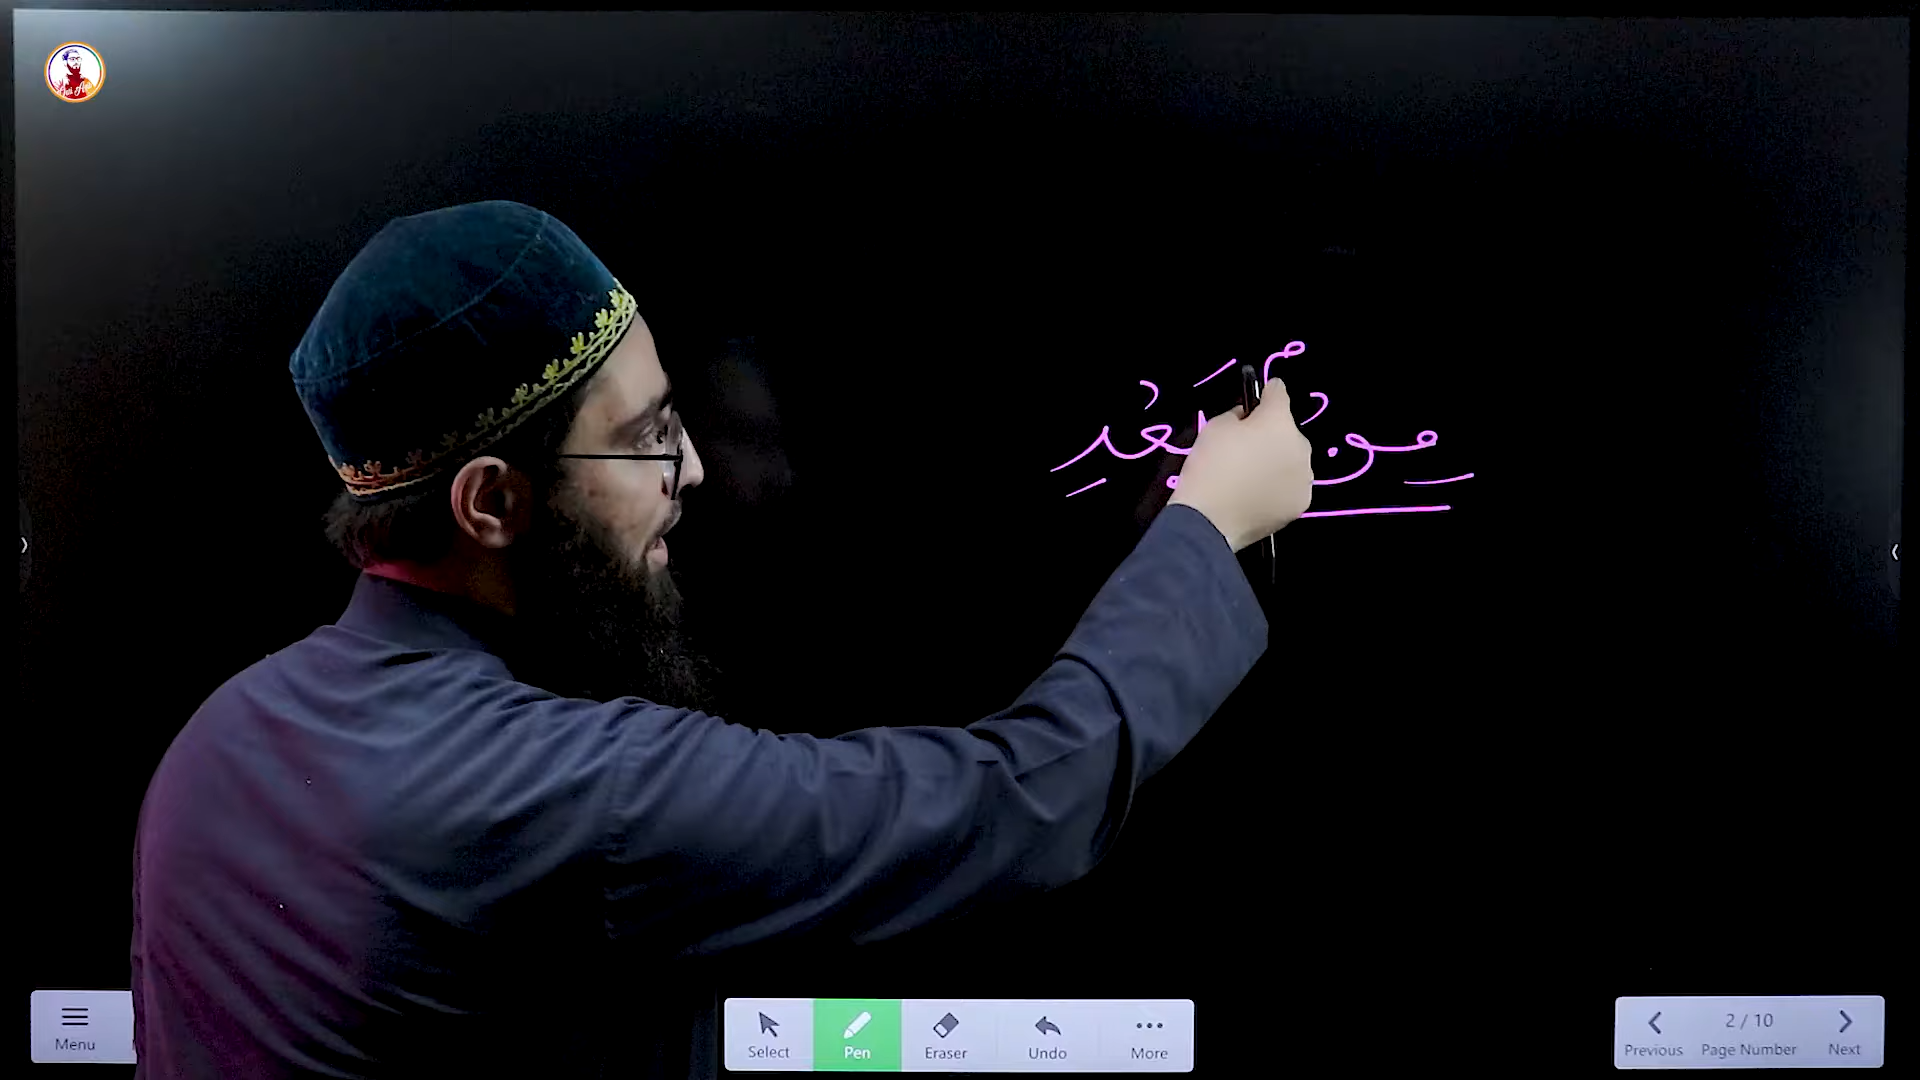 مِنْۢ بَعْدِ
Menu
Select Pen Eraser Undo More
2 / 10
Previous Page Number Next